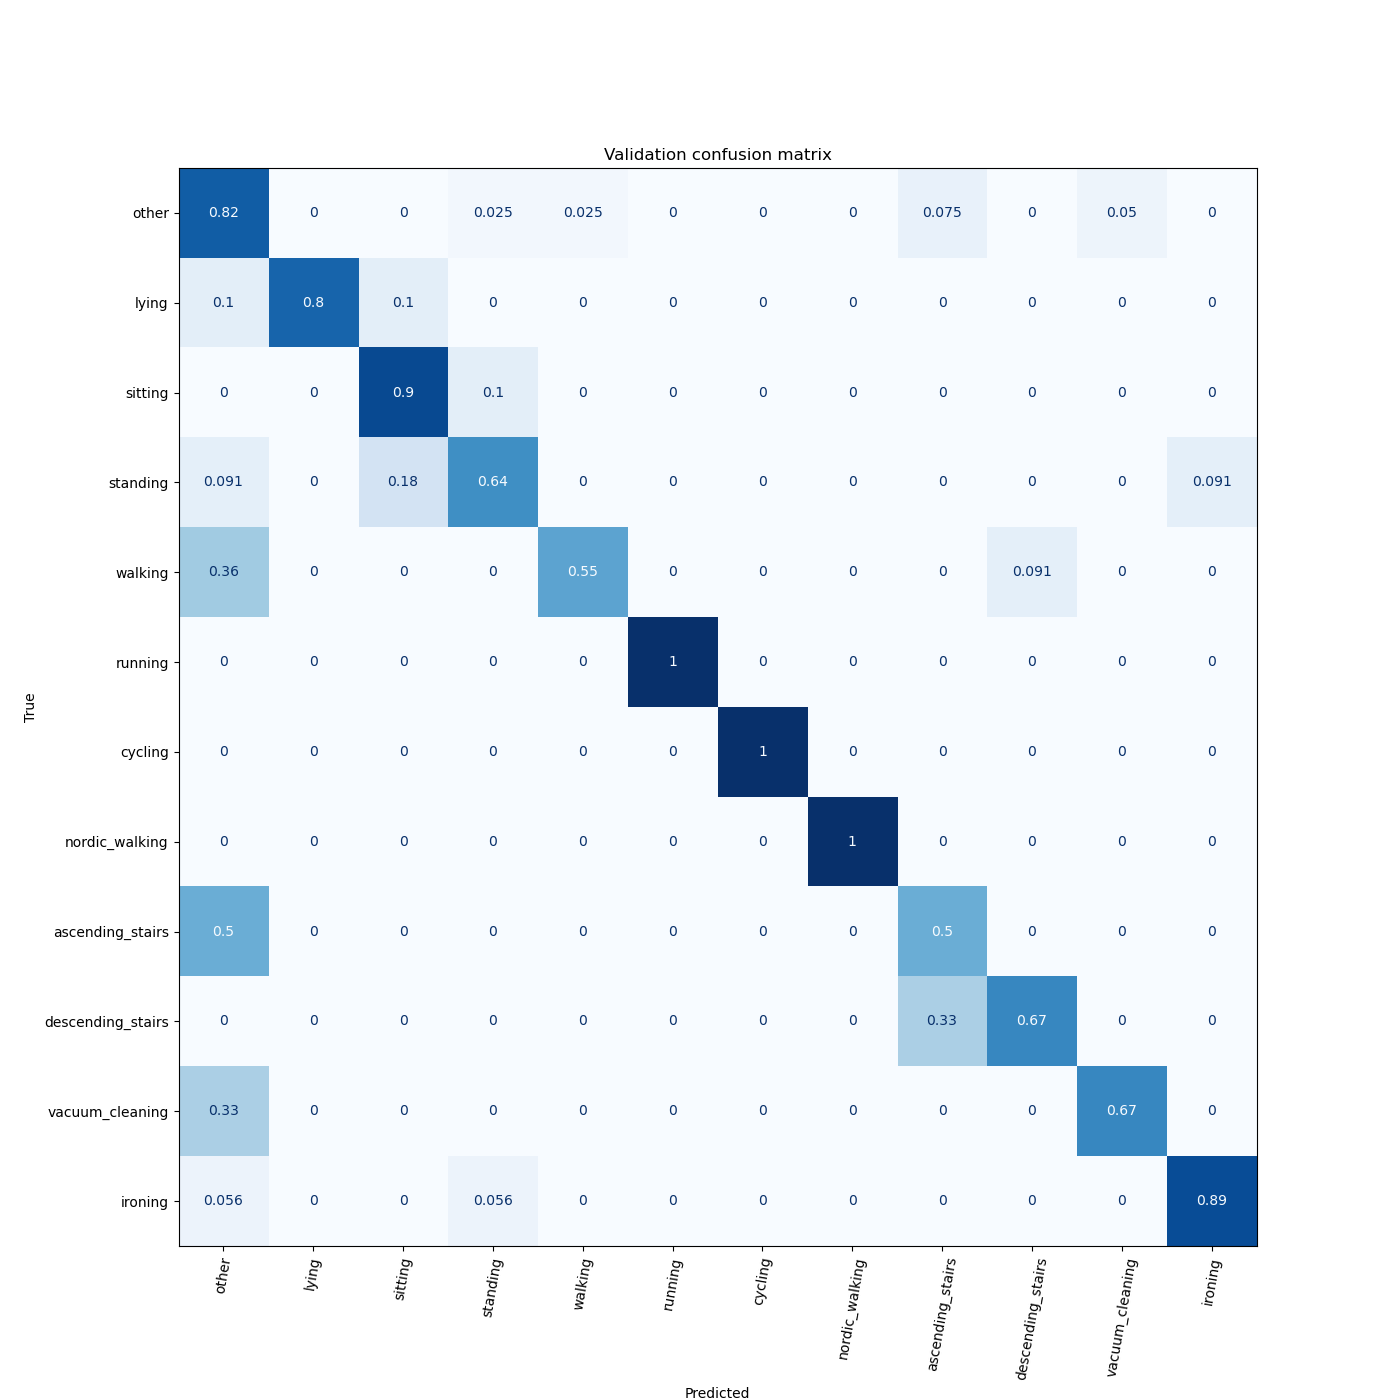 Validation confusion matrix
other 0.82 0 0 0.025 0.025 0 0 0 0.075 0 0.05 0
lying 0.1 0.8 0.1 0 0 0 0 0 0 0 0 0
sitting 0 0 0.9 0.1 0 0 0 0 0 0 0 0
standing 0.091 0 0.18 0.64 0 0 0 0 0 0 0 0.091
walking 0.36 0 0 0 0.55 0 0 0 0 0.091 0 0
running 0 0 0 0 0 1 0 0 0 0 0 0
True
cycling 0 0 0 0 0 0 1 0 0 0 0 0
nordic_walking 0 0 0 0 0 0 0 1 0 0 0 0
ascending_stairs 0.5 0 0 0 0 0 0 0 0.5 0 0 0
descending_stairs 0 0 0 0 0 0 0 0 0.33 0.67 0 0
vacuum_cleaning 0.33 0 0 0 0 0 0 0 0 0 0.67 0
ironing 0.056 0 0 0.056 0 0 0 0 0 0 0 0.89
other lying sitting standing walking running cycling nordic_walking ascending_stairs descending_stairs vacuum_cleaning ironing
Predicted